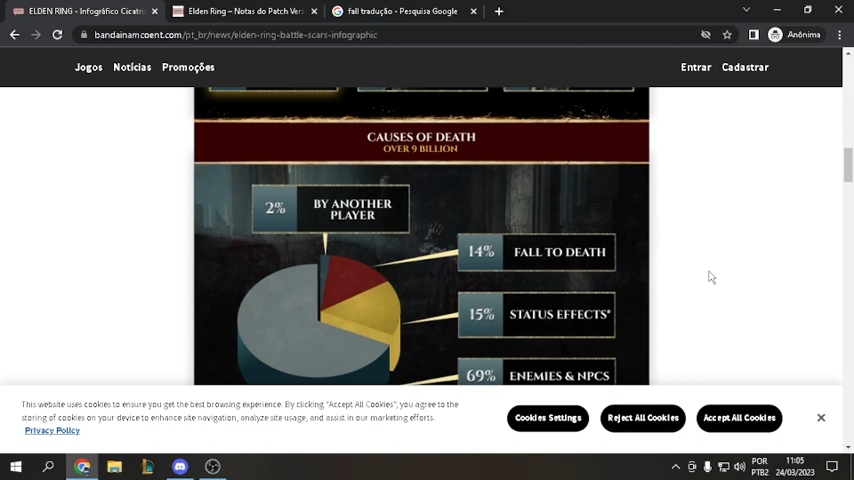 ELDEN RING - Infográfico Cicatri
Elden Ring – Notas do Patch Vers
fall tradução - Pesquisa Google
bandainamcoent.com/pt_br/news/elden-ring-battle-scars-infographic
Anônima
Jogos Notícias Promoções Entrar Cadastrar
CAUSES OF DEATH
OVER 9 BILLION
2% BY ANOTHER
PLAYER
14% FALL TO DEATH
15% STATUS EFFECTS*
69% ENEMIES & NPCS
This website uses cookies to ensure you get the best browsing experience. By clicking "Accept All Cookies", you agree to the
storing of cookies on your device to enhance site navigation, analyze site usage, and assist in our marketing efforts.
Privacy Policy
Cookies Settings
Reject All Cookies
Accept All Cookies
POR
PTB2
11:05
24/03/2023